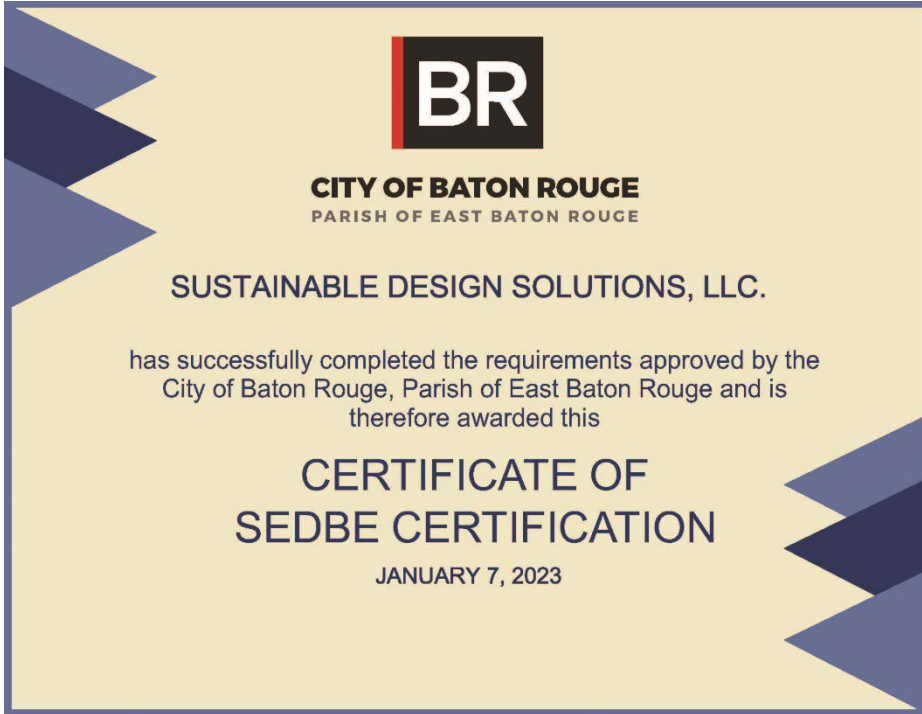 BR
CITY OF BATON ROUGE
PARISH OF EAST BATON ROUGE
SUSTAINABLE DESIGN SOLUTIONS, LLC.
has successfully completed the requirements approved by the
City of Baton Rouge, Parish of East Baton Rouge and is
therefore awarded this
CERTIFICATE OF
SEDBE CERTIFICATION
JANUARY 7, 2023